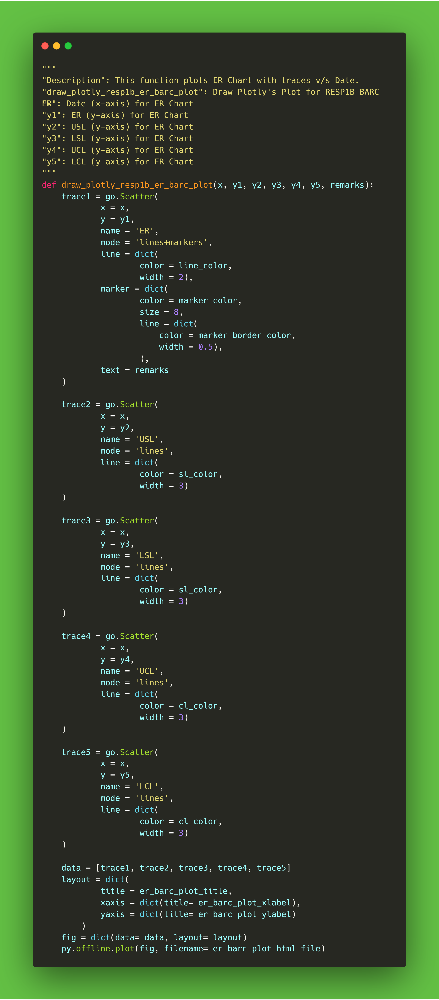 """
"Description": This function plots ER Chart with traces v/s Date.
"draw_plotly_resp1b_er_barc_plot": Draw Plotly's Plot for RESP1B BARC
ER
"x": Date (x-axis) for ER Chart
"y1": ER (y-axis) for ER Chart
"y2": USL (y-axis) for ER Chart
"y3": LSL (y-axis) for ER Chart
"y4": UCL (y-axis) for ER Chart
"y5": LCL (y-axis) for ER Chart
"""
def draw_plotly_resp1b_er_barc_plot(x, y1, y2, y3, y4, y5, remarks):
    trace1 = go.Scatter(
            x = x,
            y = y1,
            name = 'ER',
            mode = 'lines+markers',
            line = dict(
                    color = line_color,
                    width = 2),
            marker = dict(
                    color = marker_color,
                    size = 8,
                    line = dict(
                        color = marker_border_color,
                        width = 0.5),
                    ),
            text = remarks
    )

    trace2 = go.Scatter(
            x = x,
            y = y2,
            name = 'USL',
            mode = 'lines',
            line = dict(
                    color = sl_color,
                    width = 3)
    )

    trace3 = go.Scatter(
            x = x,
            y = y3,
            name = 'LSL',
            mode = 'lines',
            line = dict(
                    color = sl_color,
                    width = 3)
    )

    trace4 = go.Scatter(
            x = x,
            y = y4,
            name = 'UCL',
            mode = 'lines',
            line = dict(
                    color = cl_color,
                    width = 3)
    )

    trace5 = go.Scatter(
            x = x,
            y = y5,
            name = 'LCL',
            mode = 'lines',
            line = dict(
                    color = cl_color,
                    width = 3)
    )

    data = [trace1, trace2, trace3, trace4, trace5]
    layout = dict(
            title = er_barc_plot_title,
            xaxis = dict(title= er_barc_plot_xlabel),
            yaxis = dict(title= er_barc_plot_ylabel)
        )
    fig = dict(data= data, layout= layout)
    py.offline.plot(fig, filename= er_barc_plot_html_file)